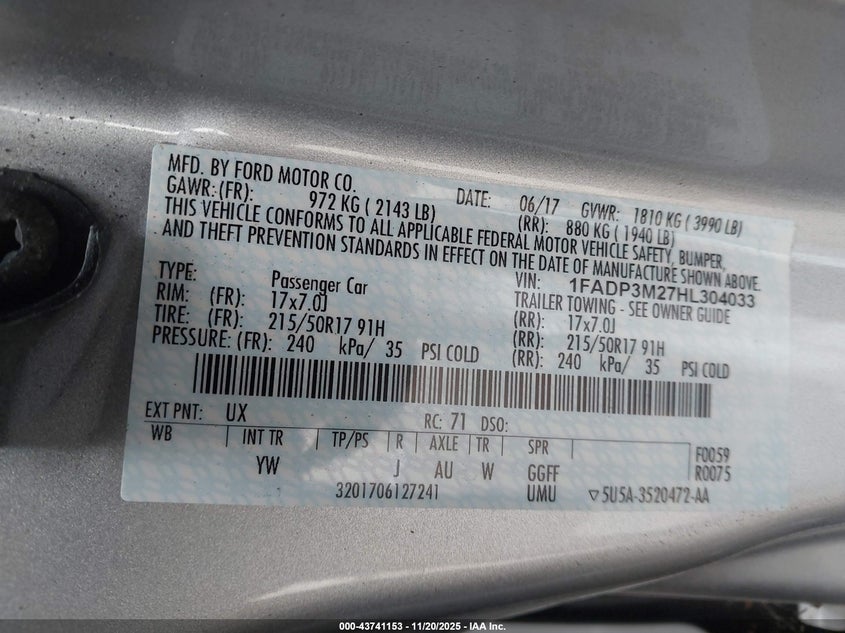 MFD. BY FORD MOTOR CO. DATE: 06/17 GVWR: 1810 KG ( 3990 LB)
GAWR: (FR): 972 KG ( 2143 LB) (RR): 880 KG ( 1940 LB)
THIS VEHICLE CONFORMS TO ALL APPLICABLE FEDERAL MOTOR VEHICLE SAFETY, BUMPER,
AND THEFT PREVENTION STANDARDS IN EFFECT ON THE DATE OF MANUFACTURE SHOWN ABOVE.
VIN: 1FADP3M27HL304033
TYPE: Passenger Car TRAILER TOWING - SEE OWNER GUIDE
RIM: (FR): 17x7.0J (RR): 17x7.0J
TIRE: (FR): 215/50R17 91H (RR): 215/50R17 91H
PRESSURE: (FR): 240 kPa/ 35 PSI COLD (RR): 240 kPa/ 35 PSI COLD
EXT PNT: UX RC: 71 DSO:
WB INT TR TP/PS R AXLE TR SPR F0059
YW J AU W GGFF R0075
3201706127241 UMU ▽5U5A-3520472-AA
000-43741153 - 11/20/2025 - IAA Inc.